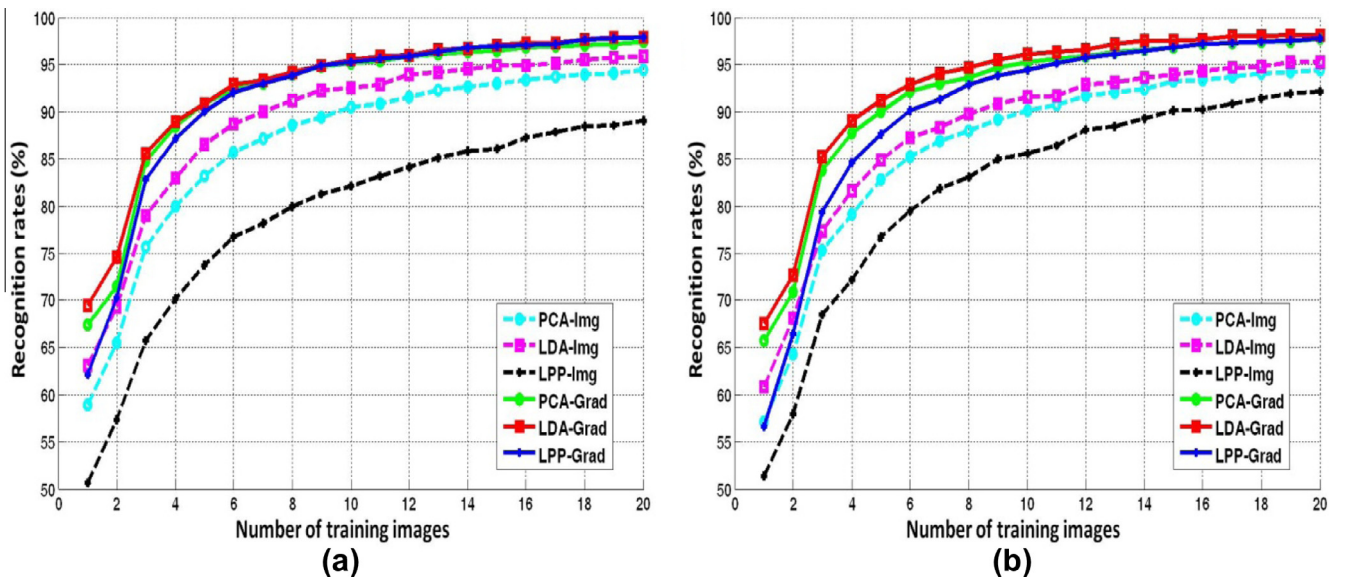 100
95
90
85
80
75
70
65
60
55
50
0 2 4 6 8 10 12 14 16 18 20
Recognition rates (%)
Number of training images
PCA-Img
LDA-Img
LPP-Img
PCA-Grad
LDA-Grad
LPP-Grad
(a)
100
95
90
85
80
75
70
65
60
55
50
0 2 4 6 8 10 12 14 16 18 20
Recognition rates (%)
Number of training images
PCA-Img
LDA-Img
LPP-Img
PCA-Grad
LDA-Grad
LPP-Grad
(b)